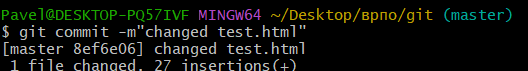 Pavel@DESKTOP-PQ57IVF MINGW64 ~/Desktop/врпо/git (master)
$ git commit -m"changed test.html"
[master 8ef6e06] changed test.html
 1 file changed, 27 insertions(+)